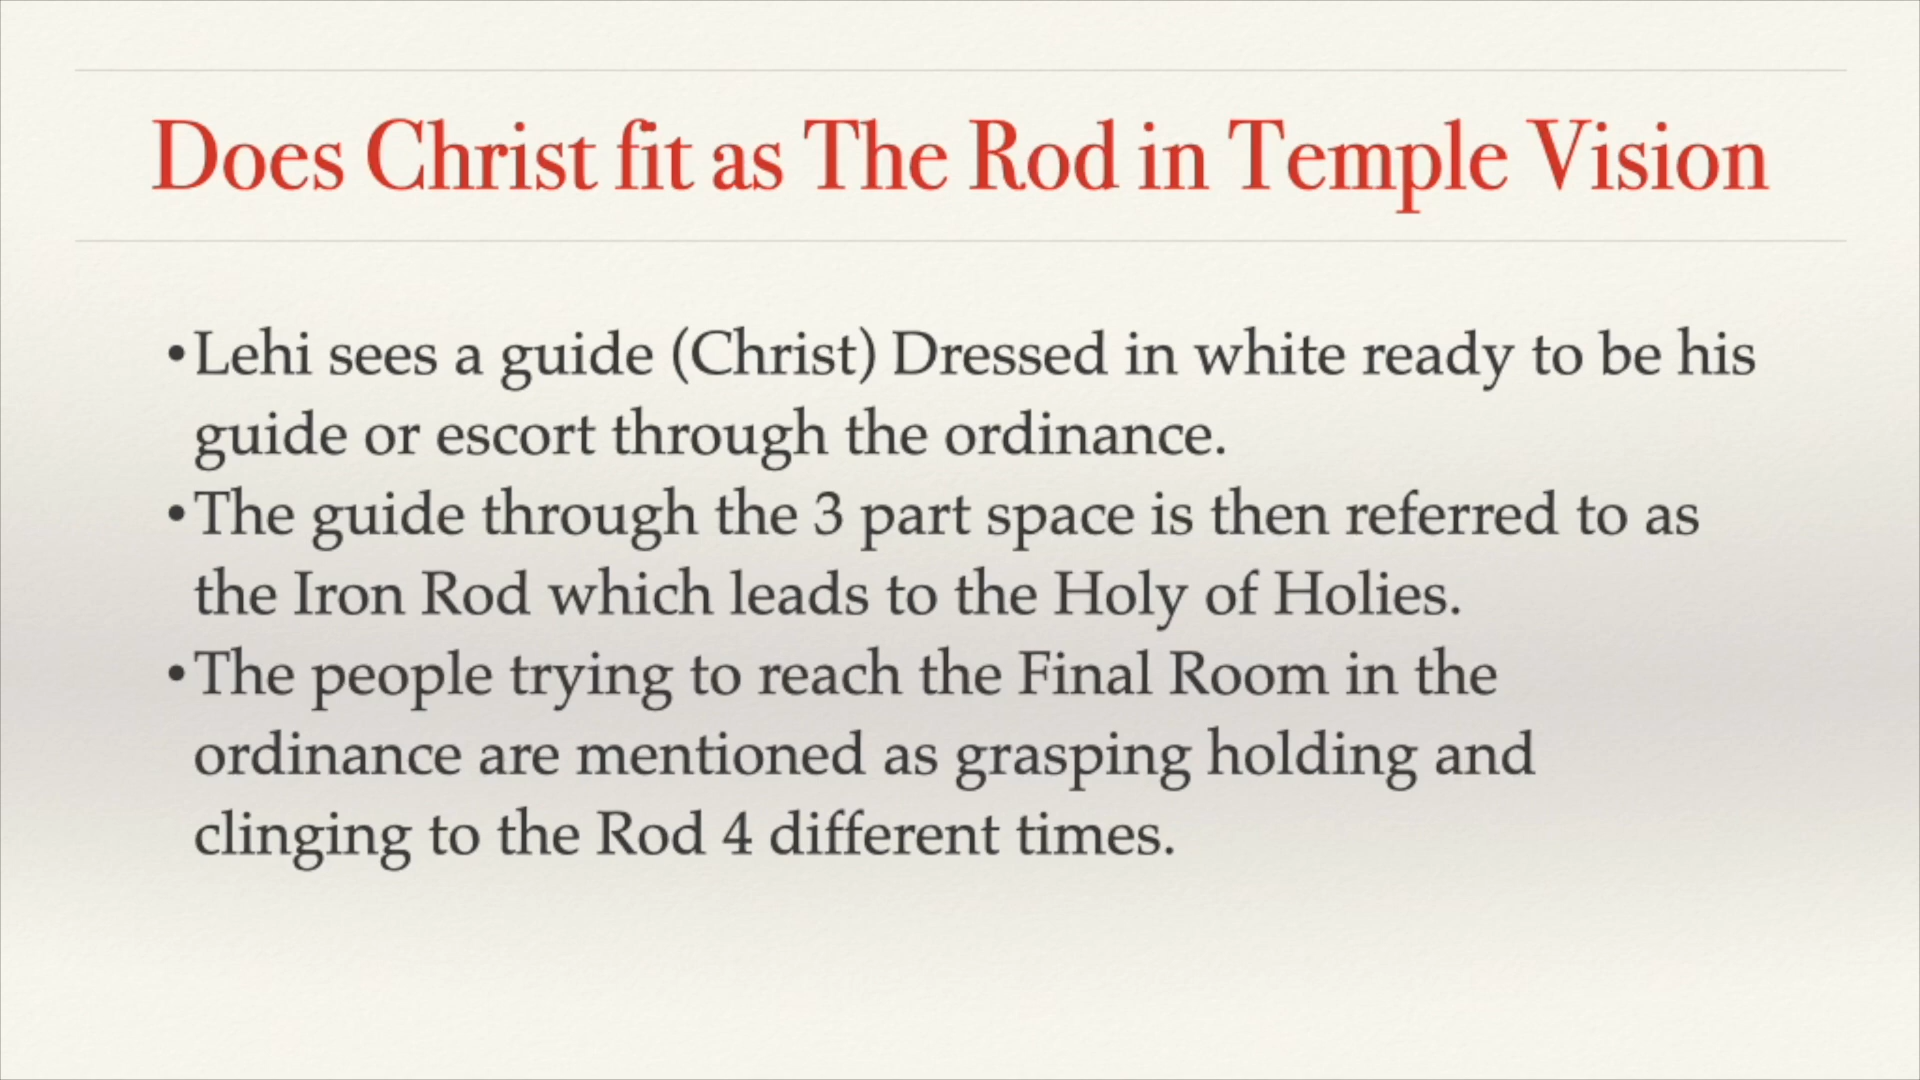 Does Christ fit as The Rod in Temple Vision
•Lehi sees a guide (Christ) Dressed in white ready to be his
guide or escort through the ordinance.
•The guide through the 3 part space is then referred to as
the Iron Rod which leads to the Holy of Holies.
•The people trying to reach the Final Room in the
ordinance are mentioned as grasping holding and
clinging to the Rod 4 different times.